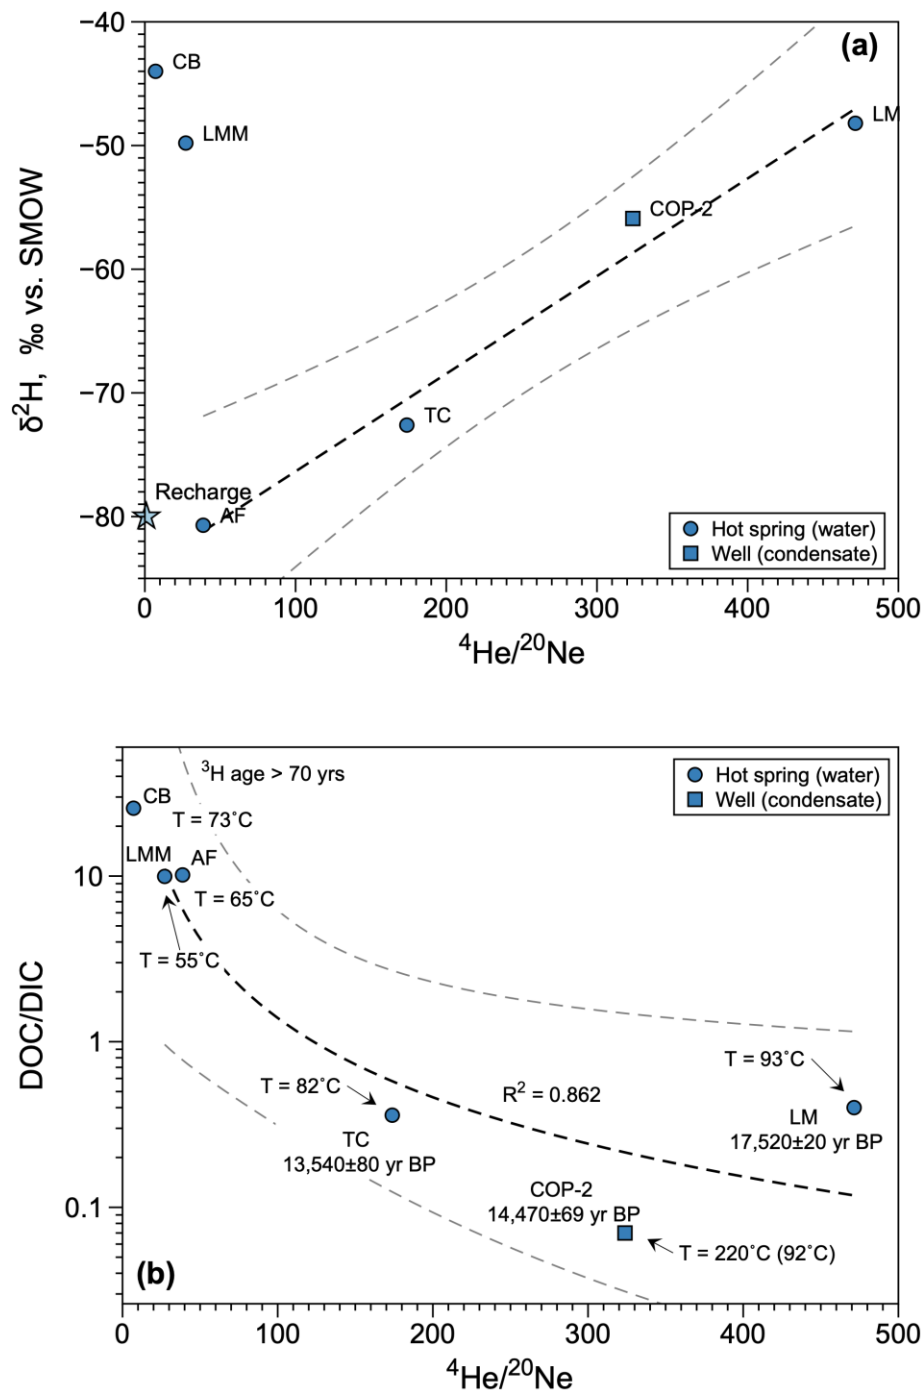 (a)
−40
−50
−60
−70
−80
δ²H, ‰ vs. SMOW
CB
LMM
LM
COP-2
TC
Recharge
AF
Hot spring (water)
Well (condensate)
0 100 200 300 400 500
⁴He/²⁰Ne
³H age > 70 yrs
Hot spring (water)
Well (condensate)
CB
T = 73˚C
LMM
AF
T = 65˚C
T = 55˚C
10
1
0.1
DOC/DIC
T = 93˚C
T = 82˚C
R² = 0.862
LM
17,520±20 yr BP
TC
13,540±80 yr BP
COP-2
14,470±69 yr BP
T = 220˚C (92˚C)
(b)
0 100 200 300 400 500
⁴He/²⁰Ne